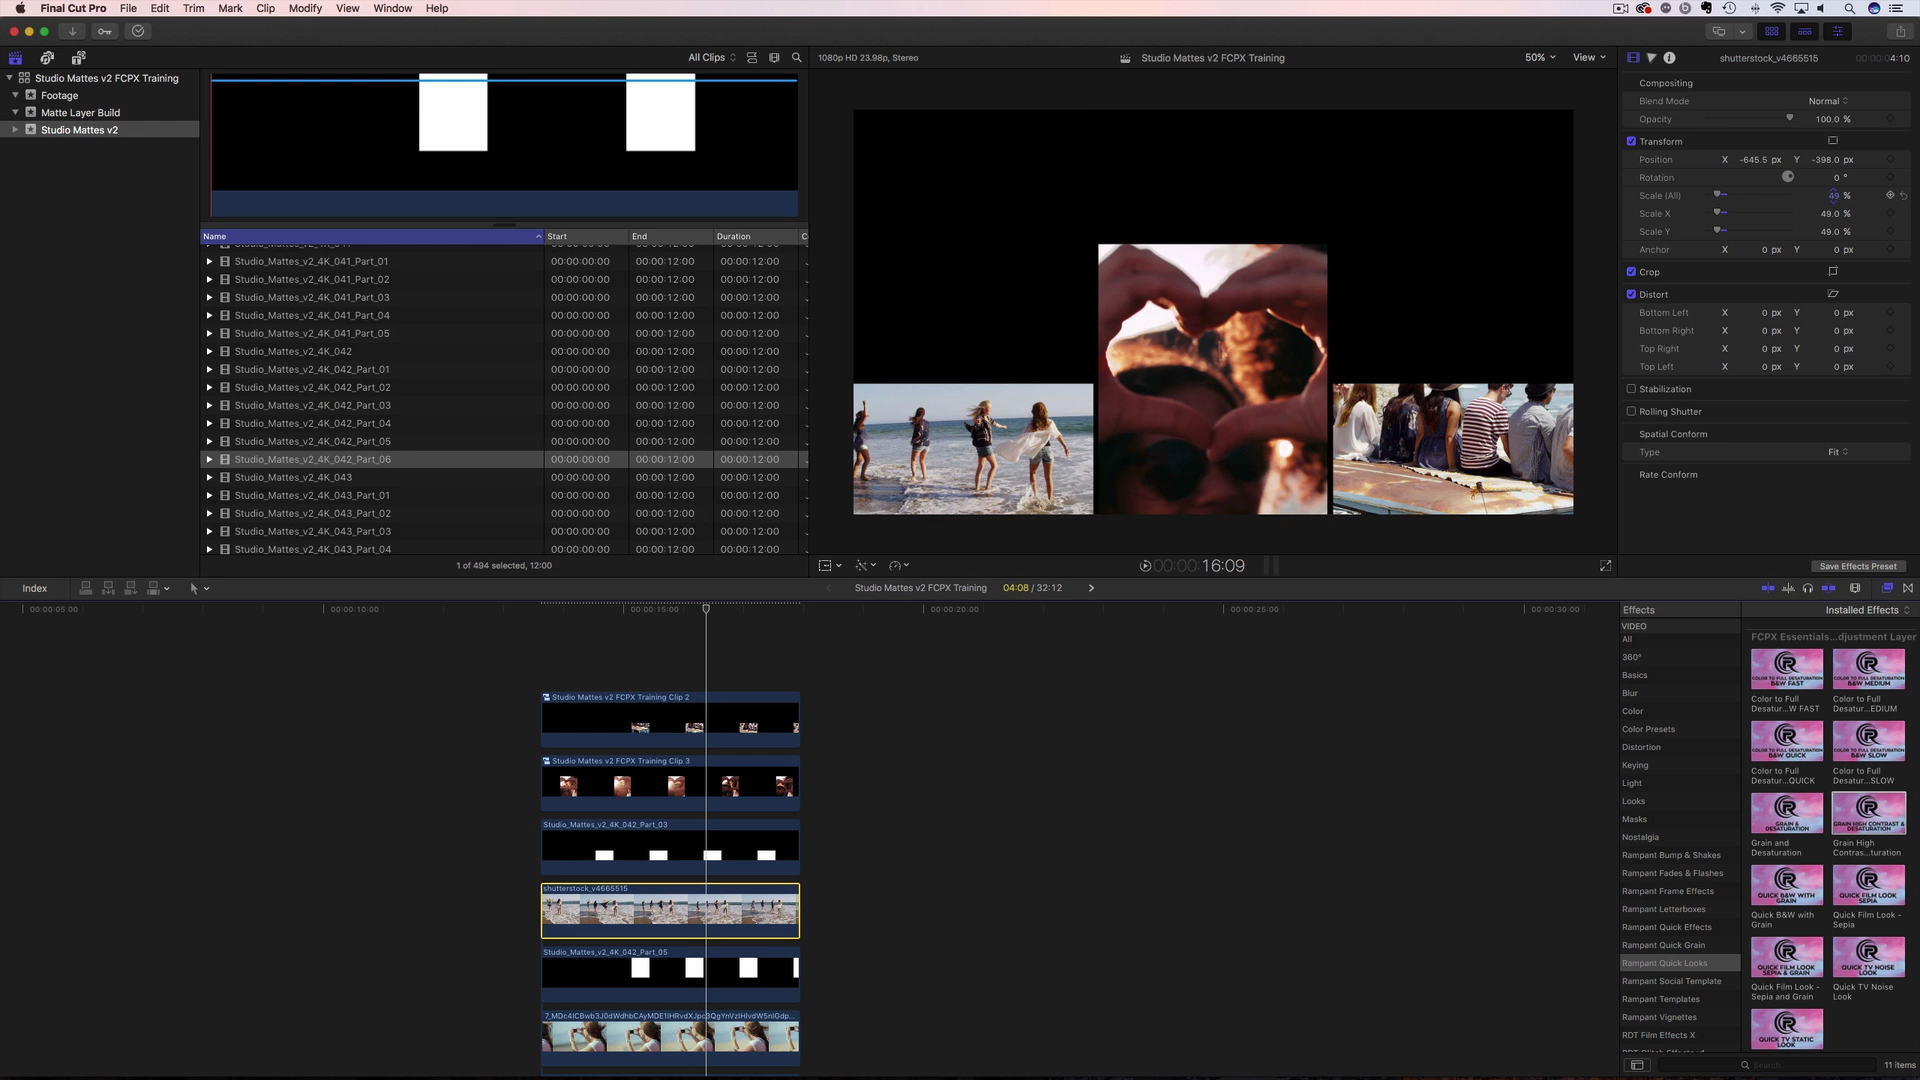 Final Cut Pro File Edit Trim Mark Clip Modify View Window Help
All Clips
1080p HD 23.98p, Stereo
Studio Mattes v2 FCPX Training
50% View
shutterstock_v4665515
4:10
Studio Mattes v2 FCPX Training
Footage
Matte Layer Build
Studio Mattes v2
Name Start End Duration
Studio_Mattes_v2_4K_041_Part_01 00:00:00:00 00:00:12:00 00:00:12:00
Studio_Mattes_v2_4K_041_Part_02 00:00:00:00 00:00:12:00 00:00:12:00
Studio_Mattes_v2_4K_041_Part_03 00:00:00:00 00:00:12:00 00:00:12:00
Studio_Mattes_v2_4K_041_Part_04 00:00:00:00 00:00:12:00 00:00:12:00
Studio_Mattes_v2_4K_041_Part_05 00:00:00:00 00:00:12:00 00:00:12:00
Studio_Mattes_v2_4K_042 00:00:00:00 00:00:12:00 00:00:12:00
Studio_Mattes_v2_4K_042_Part_01 00:00:00:00 00:00:12:00 00:00:12:00
Studio_Mattes_v2_4K_042_Part_02 00:00:00:00 00:00:12:00 00:00:12:00
Studio_Mattes_v2_4K_042_Part_03 00:00:00:00 00:00:12:00 00:00:12:00
Studio_Mattes_v2_4K_042_Part_04 00:00:00:00 00:00:12:00 00:00:12:00
Studio_Mattes_v2_4K_042_Part_05 00:00:00:00 00:00:12:00 00:00:12:00
Studio_Mattes_v2_4K_042_Part_06 00:00:00:00 00:00:12:00 00:00:12:00
Studio_Mattes_v2_4K_043 00:00:00:00 00:00:12:00 00:00:12:00
Studio_Mattes_v2_4K_043_Part_01 00:00:00:00 00:00:12:00 00:00:12:00
Studio_Mattes_v2_4K_043_Part_02 00:00:00:00 00:00:12:00 00:00:12:00
Studio_Mattes_v2_4K_043_Part_03 00:00:00:00 00:00:12:00 00:00:12:00
Studio_Mattes_v2_4K_043_Part_04 00:00:00:00 00:00:12:00 00:00:12:00
1 of 494 selected, 12:00
00:00:16:09
Compositing
Blend Mode Normal
Opacity 100.0 %
Transform
Position X -645.5 px Y -398.0 px
Rotation 0 °
Scale (All) 49 %
Scale X 49.0 %
Scale Y 49.0 %
Anchor X 0 px Y 0 px
Crop
Distort
Bottom Left X 0 px Y 0 px
Bottom Right X 0 px Y 0 px
Top Right X 0 px Y 0 px
Top Left X 0 px Y 0 px
Stabilization
Rolling Shutter
Spatial Conform
Type Fit
Rate Conform
Save Effects Preset
Index
Studio Mattes v2 FCPX Training 04:08 / 32:12
00:00:05:00 00:00:10:00 00:00:15:00 00:00:20:00 00:00:25:00 00:00:30:00
Studio Mattes v2 FCPX Training Clip 2
Studio Mattes v2 FCPX Training Clip 3
Studio_Mattes_v2_4K_042_Part_03
shutterstock_v4665515
Studio_Mattes_v2_4K_042_Part_05
Effects
Installed Effects
VIDEO
All
360°
Basics
Blur
Color
Color Presets
Distortion
Keying
Light
Looks
Masks
Nostalgia
Rampant Bump & Shakes
Rampant Fades & Flashes
Rampant Frame Effects
Rampant Letterboxes
Rampant Quick Effects
Rampant Quick Grain
Rampant Quick Looks
Rampant Social Template
Rampant Templates
Rampant Vignettes
RDT Film Effects X
FCPX Essentials...djustment Layer
COLOR TO FULL DESATURATION
B&W FAST
COLOR TO FULL DESATURATION
B&W MEDIUM
Color to Full
Desatur...W FAST
Color to Full
Desatur...EDIUM
COLOR TO FULL DESATURATION
B&W QUICK
COLOR TO FULL DESATURATION
B&W SLOW
Color to Full
Desatur...QUICK
Color to Full
Desatur...SLOW
GRAIN &
DESATURATION
GRAIN HIGH CONTRAST &
DESATURATION
Grain and
Desaturation
Grain High
Contras...turation
QUICK B&W WITH
GRAIN
QUICK FILM LOOK
SEPIA
Quick B&W with
Grain
Quick Film Look -
Sepia
QUICK FILM LOOK
SEPIA & GRAIN
QUICK TV NOISE
LOOK
Quick Film Look -
Sepia and Grain
Quick TV Noise
Look
QUICK TV STATIC
LOOK
Search
11 items